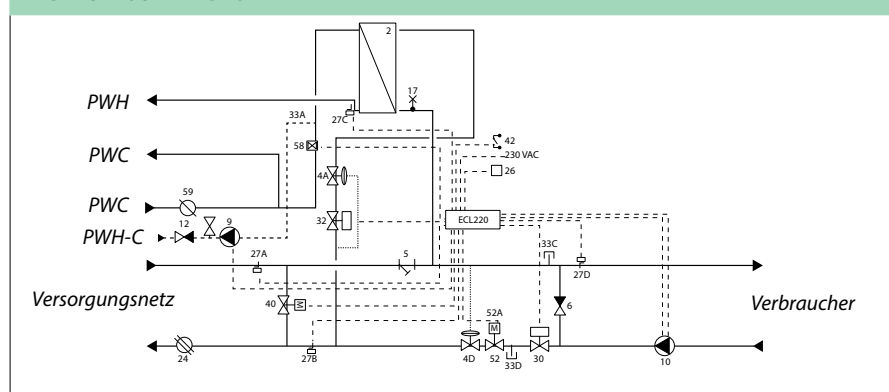 2
17
PWH
33A
27C
42
58
230 VAC
PWC
4A
26
59
PWC
32
ECL220
12
9
PWH-C
27A
5
33C
27D
Versorgungsnetz
40
M
52A
6
Verbraucher
M
24
27B
4D
52
33D
30
10